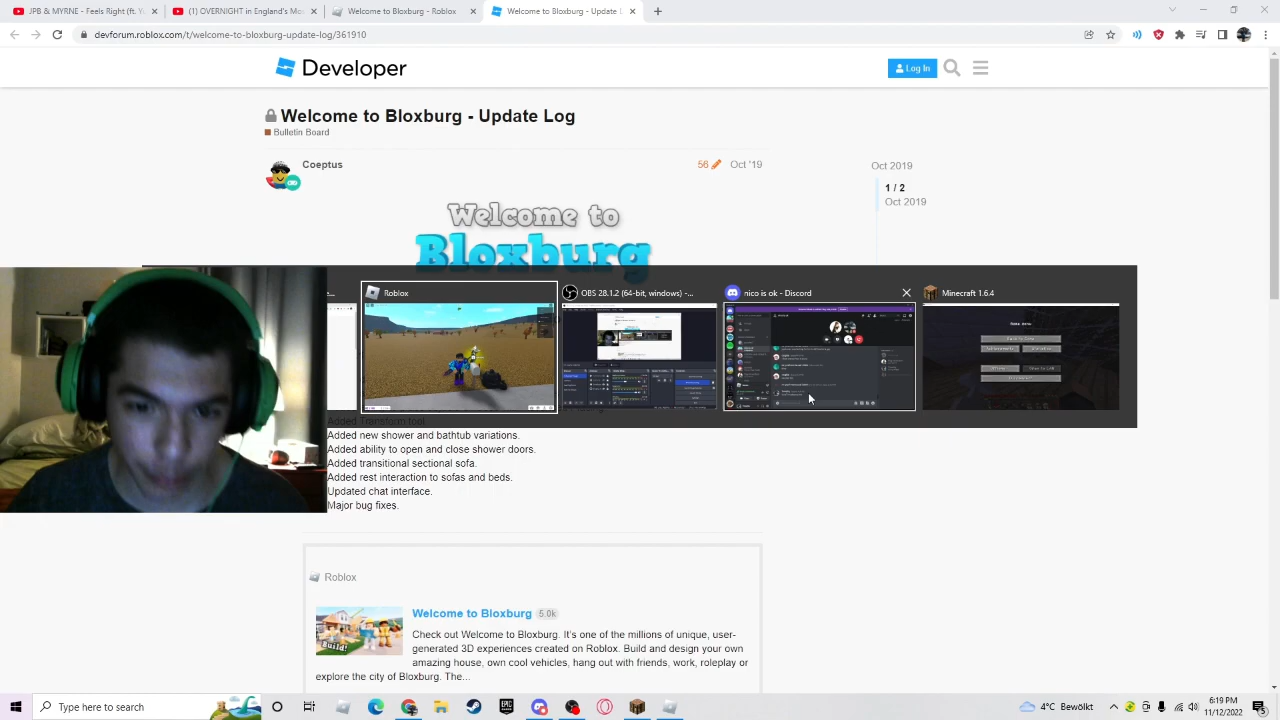 JPB & MYRNE - Feels Right (ft. Y
(1) OVERNIGHT in England's Mo
Welcome to Bloxburg - Roblox
Welcome to Bloxburg - Update L
devforum.roblox.com/t/welcome-to-bloxburg-update-log/361910
Developer
Log In
Welcome to Bloxburg - Update Log
Bulletin Board
Coeptus
56
Oct '19
Oct 2019
1 / 2
Oct 2019
Welcome to
Bloxburg
Roblox
OBS 28.1.2 (64-bit, windows) -...
nico is ok - Discord
Minecraft 1.6.4
Added Transform tool.
Added new shower and bathtub variations.
Added ability to open and close shower doors.
Added transitional sectional sofa.
Added rest interaction to sofas and beds.
Updated chat interface.
Major bug fixes.
Roblox
Welcome to Bloxburg 5.0k
Check out Welcome to Bloxburg. It's one of the millions of unique, user-
generated 3D experiences created on Roblox. Build and design your own
amazing house, own cool vehicles, hang out with friends, work, roleplay or
explore the city of Bloxburg. The...
Build!
Type here to search
4°C Bewölkt
6:19 PM
11/12/2022